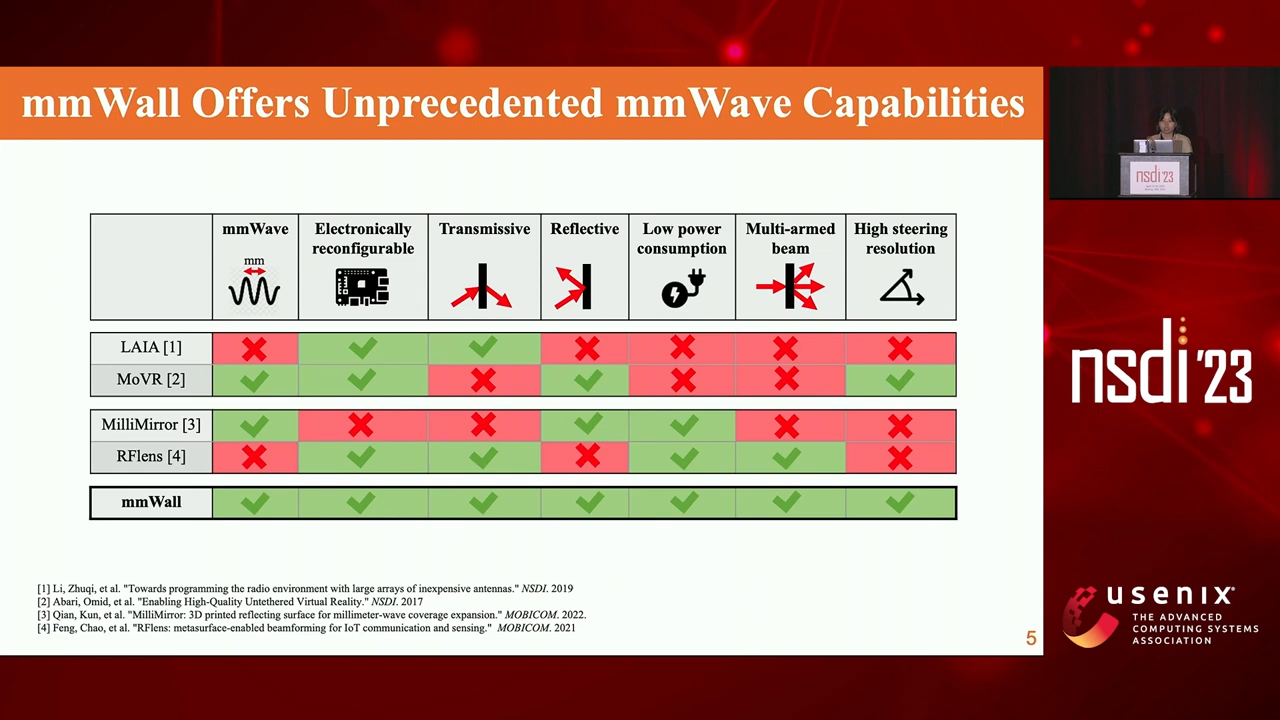 mmWall Offers Unprecedented mmWave Capabilities
mmWave
Electronically
reconfigurable
Transmissive
Reflective
Low power
consumption
Multi-armed
beam
High steering
resolution
mm
LAIA [1]
MoVR [2]
MilliMirror [3]
RFlens [4]
mmWall
[1] Li, Zhuqi, et al. "Towards programming the radio environment with large arrays of inexpensive antennas." NSDI. 2019
[2] Abari, Omid, et al. "Enabling High-Quality Untethered Virtual Reality." NSDI. 2017
[3] Qian, Kun, et al. "MilliMirror: 3D printed reflecting surface for millimeter-wave coverage expansion." MOBICOM. 2022.
[4] Feng, Chao, et al. "RFlens: metasurface-enabled beamforming for IoT communication and sensing." MOBICOM. 2021
5
nsdi '23
nsdi '23
usenix
THE ADVANCED
COMPUTING SYSTEMS
ASSOCIATION